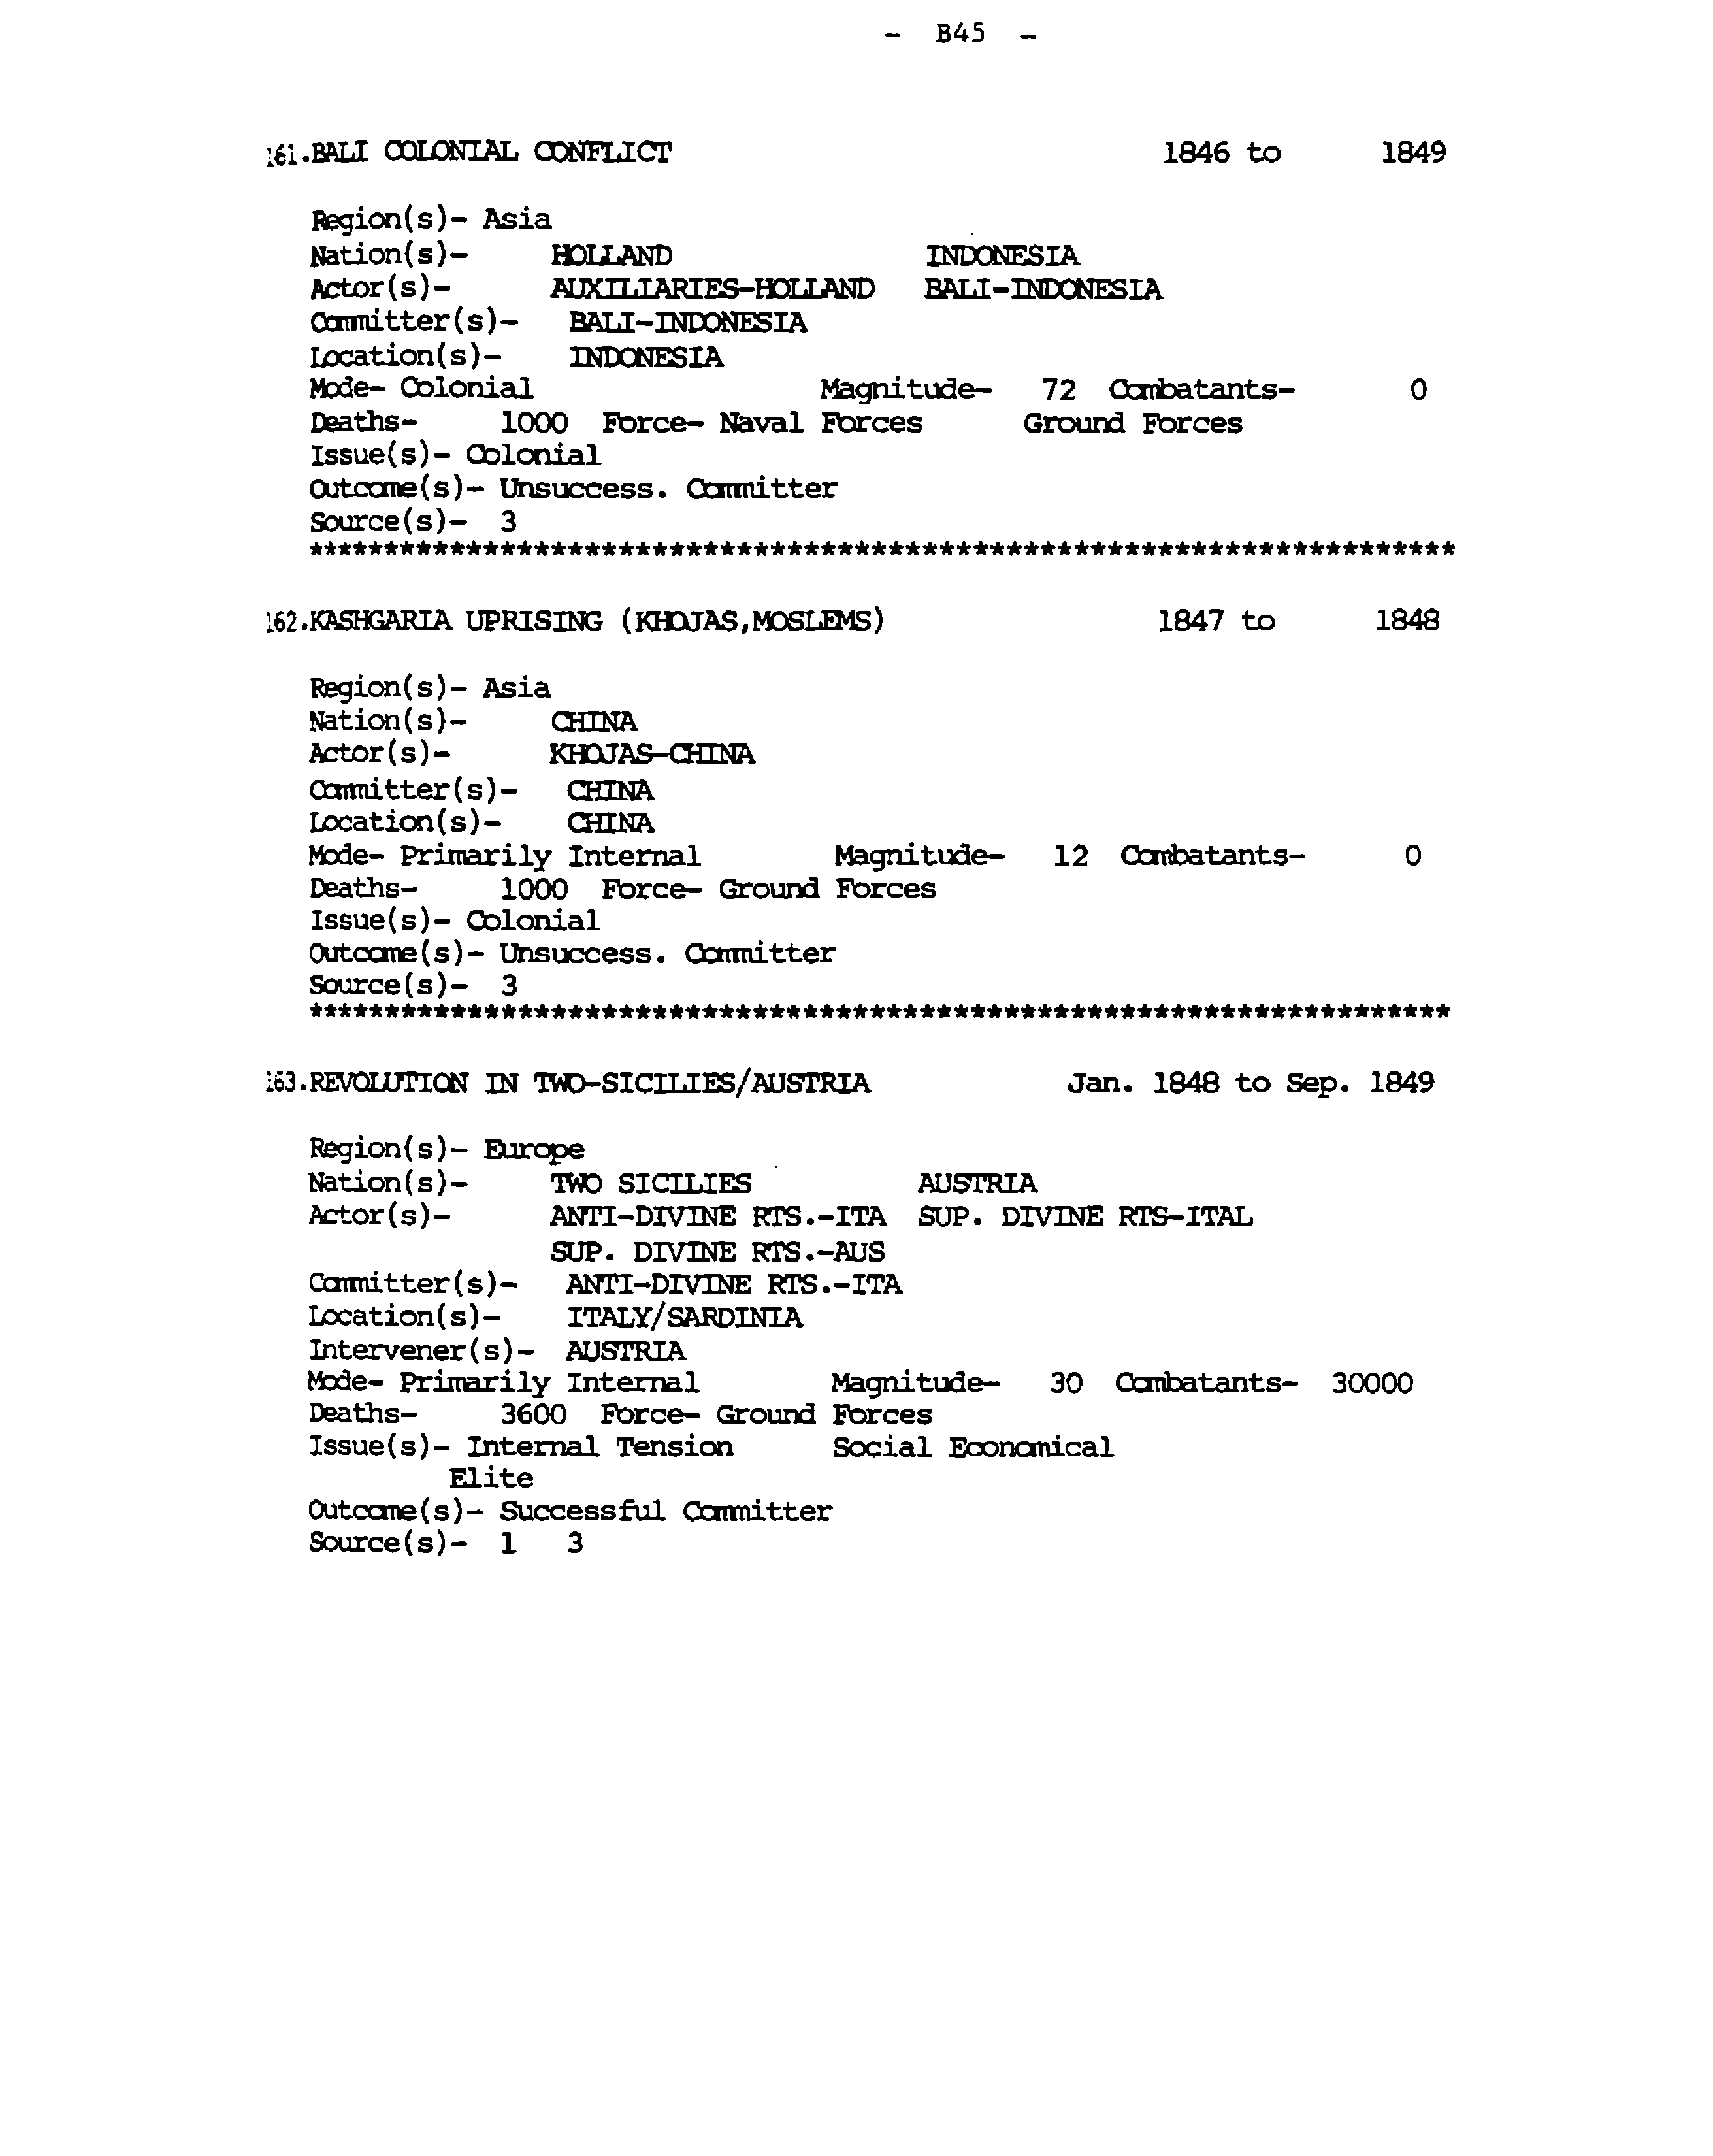 - B45 -
161.BALI COLONIAL CONFLICT 1846 to 1849
Region(s)- Asia
Nation(s)- HOLLAND INDONESIA
Actor(s)- AUXILIARIES-HOLLAND BALI-INDONESIA
Committer(s)- BALI-INDONESIA
Location(s)- INDONESIA
Mode- Colonial Magnitude- 72 Combatants- 0
Deaths- 1000 Force- Naval Forces Ground Forces
Issue(s)- Colonial
Outcome(s)- Unsuccess. Committer
Source(s)- 3
********************************************************************
162.KASHGARIA UPRISING (KHOJAS,MOSLEMS) 1847 to 1848
Region(s)- Asia
Nation(s)- CHINA
Actor(s)- KHOJAS-CHINA
Committer(s)- CHINA
Location(s)- CHINA
Mode- Primarily Internal Magnitude- 12 Combatants- 0
Deaths- 1000 Force- Ground Forces
Issue(s)- Colonial
Outcome(s)- Unsuccess. Committer
Source(s)- 3
********************************************************************
163.REVOLUTION IN TWO-SICILIES/AUSTRIA Jan. 1848 to Sep. 1849
Region(s)- Europe
Nation(s)- TWO SICILIES AUSTRIA
Actor(s)- ANTI-DIVINE RTS.-ITA SUP. DIVINE RTS-ITAL
SUP. DIVINE RTS.-AUS
Committer(s)- ANTI-DIVINE RTS.-ITA
Location(s)- ITALY/SARDINIA
Intervener(s)- AUSTRIA
Mode- Primarily Internal Magnitude- 30 Combatants- 30000
Deaths- 3600 Force- Ground Forces
Issue(s)- Internal Tension Social Economical
Elite
Outcome(s)- Successful Committer
Source(s)- 1 3